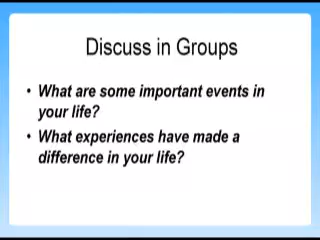 Discuss in Groups
• What are some important events in
your life?
• What experiences have made a
difference in your life?